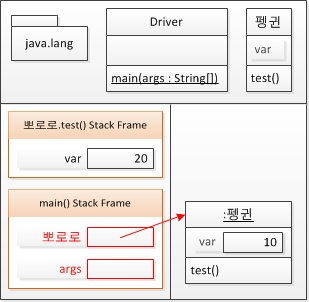 java.lang
Driver
main(args : String[])
펭귄
var
test()
뽀로로.test() Stack Frame
var 20
main() Stack Frame
뽀로로
args
:펭귄
var 10
test()